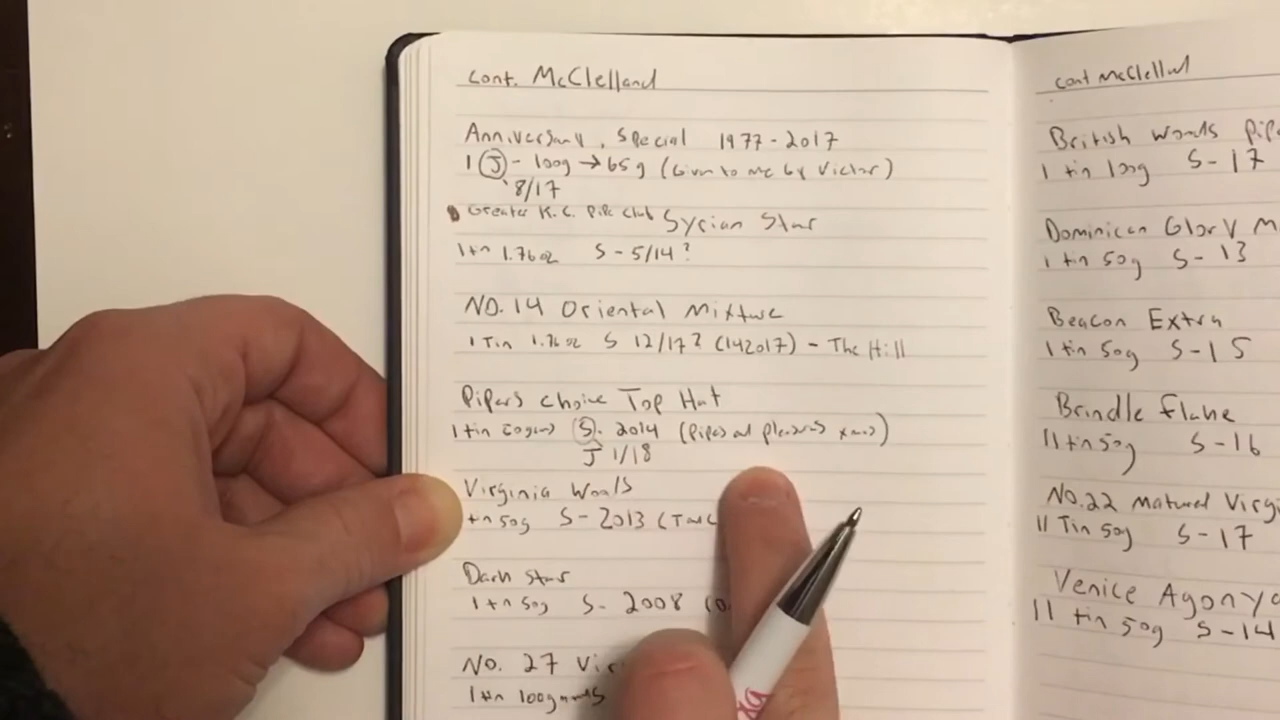 cont. McClelland
Anniversary, Special 1977-2017
1 J - 100g → 65g (Given to me by Victor)
8/17
Greater K.C. Pipe Club Syrian Star
1 tin 1.76oz S - 5/14?
NO. 14 Oriental Mixture
1 Tin 1.76oz S 12/17? (142017) - The Hill
Pipers Choice Top Hat
1 tin 50gms S. 2014 (Pipes and pleasures xmas)
J 1/18
Virginia Woods
tin 50g S-2013 (
Dark Star
1 tin 50g S- 2008
NO. 27 Vir
1 tin 100grams
cont McClelland
British Woods Pip
1 tin 100g S-17
Dominican Glory M
1 tin 50g S-13
Beacon Extra
1 tin 50g S-15
Brindle Flake
11 tin 50g S-16
NO.22 Matured Virg
11 Tin 50g S-17
Venice Agony
11 tin 50g S-14